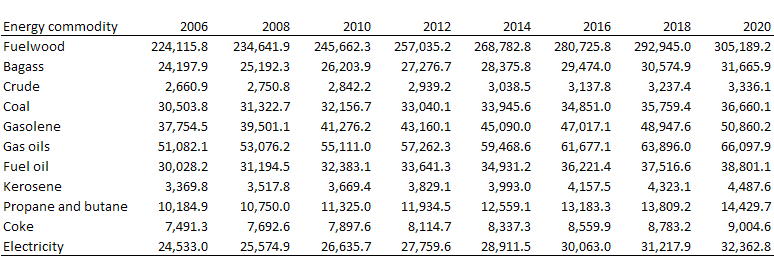 Energy commodity 2006 2008 2010 2012 2014 2016 2018 2020
Fuelwood 224,115.8 234,641.9 245,662.3 257,035.2 268,782.8 280,725.8 292,945.0 305,189.2
Bagass 24,197.9 25,192.3 26,203.9 27,276.7 28,375.8 29,474.0 30,574.9 31,665.9
Crude 2,660.9 2,750.8 2,842.2 2,939.2 3,038.5 3,137.8 3,237.4 3,336.1
Coal 30,503.8 31,322.7 32,156.7 33,040.1 33,945.6 34,851.0 35,759.4 36,660.1
Gasolene 37,754.5 39,501.1 41,276.2 43,160.1 45,090.0 47,017.1 48,947.6 50,860.2
Gas oils 51,082.1 53,076.2 55,111.0 57,262.3 59,468.6 61,677.1 63,896.0 66,097.9
Fuel oil 30,028.2 31,194.5 32,383.1 33,641.3 34,931.2 36,221.4 37,516.6 38,801.1
Kerosene 3,369.8 3,517.8 3,669.4 3,829.1 3,993.0 4,157.5 4,323.1 4,487.6
Propane and butane 10,184.9 10,750.0 11,325.0 11,934.5 12,559.1 13,183.3 13,809.2 14,429.7
Coke 7,491.3 7,692.6 7,897.6 8,114.7 8,337.3 8,559.9 8,783.2 9,004.6
Electricity 24,533.0 25,574.9 26,635.7 27,759.6 28,911.5 30,063.0 31,217.9 32,362.8